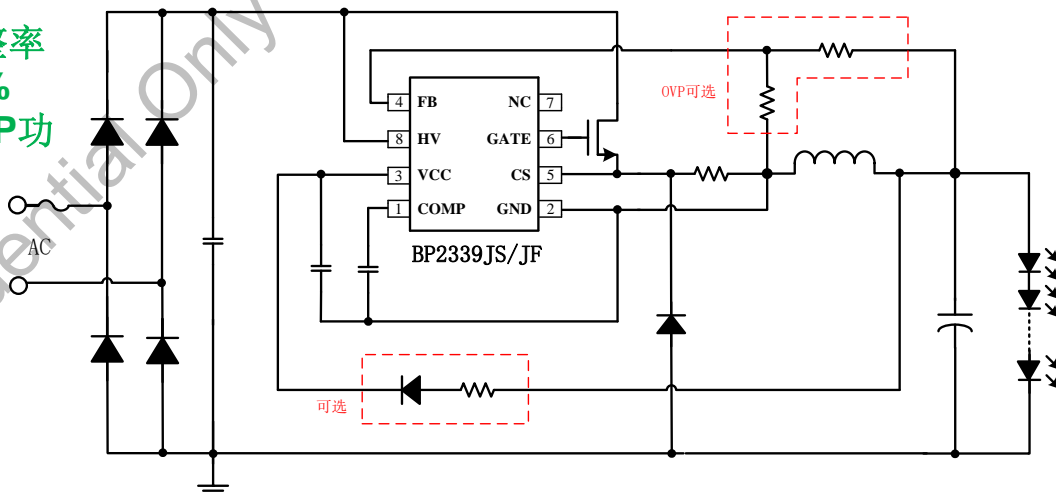 整率
%
P功
ential Only
OVP可选
4 FB
NC 7
8 HV
GATE 6
3 VCC
CS 5
1 COMP
GND 2
BP2339JS/JF
AC
可选